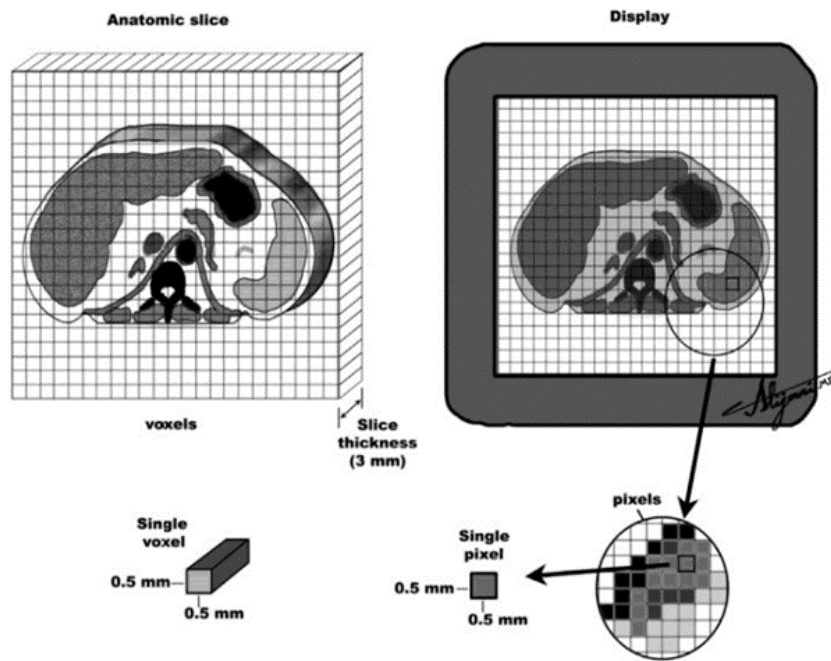 Anatomic slice
Display
voxels
Slice
thickness
(3 mm)
Single
voxel
0.5 mm
0.5 mm
pixels
Single
pixel
0.5 mm
0.5 mm